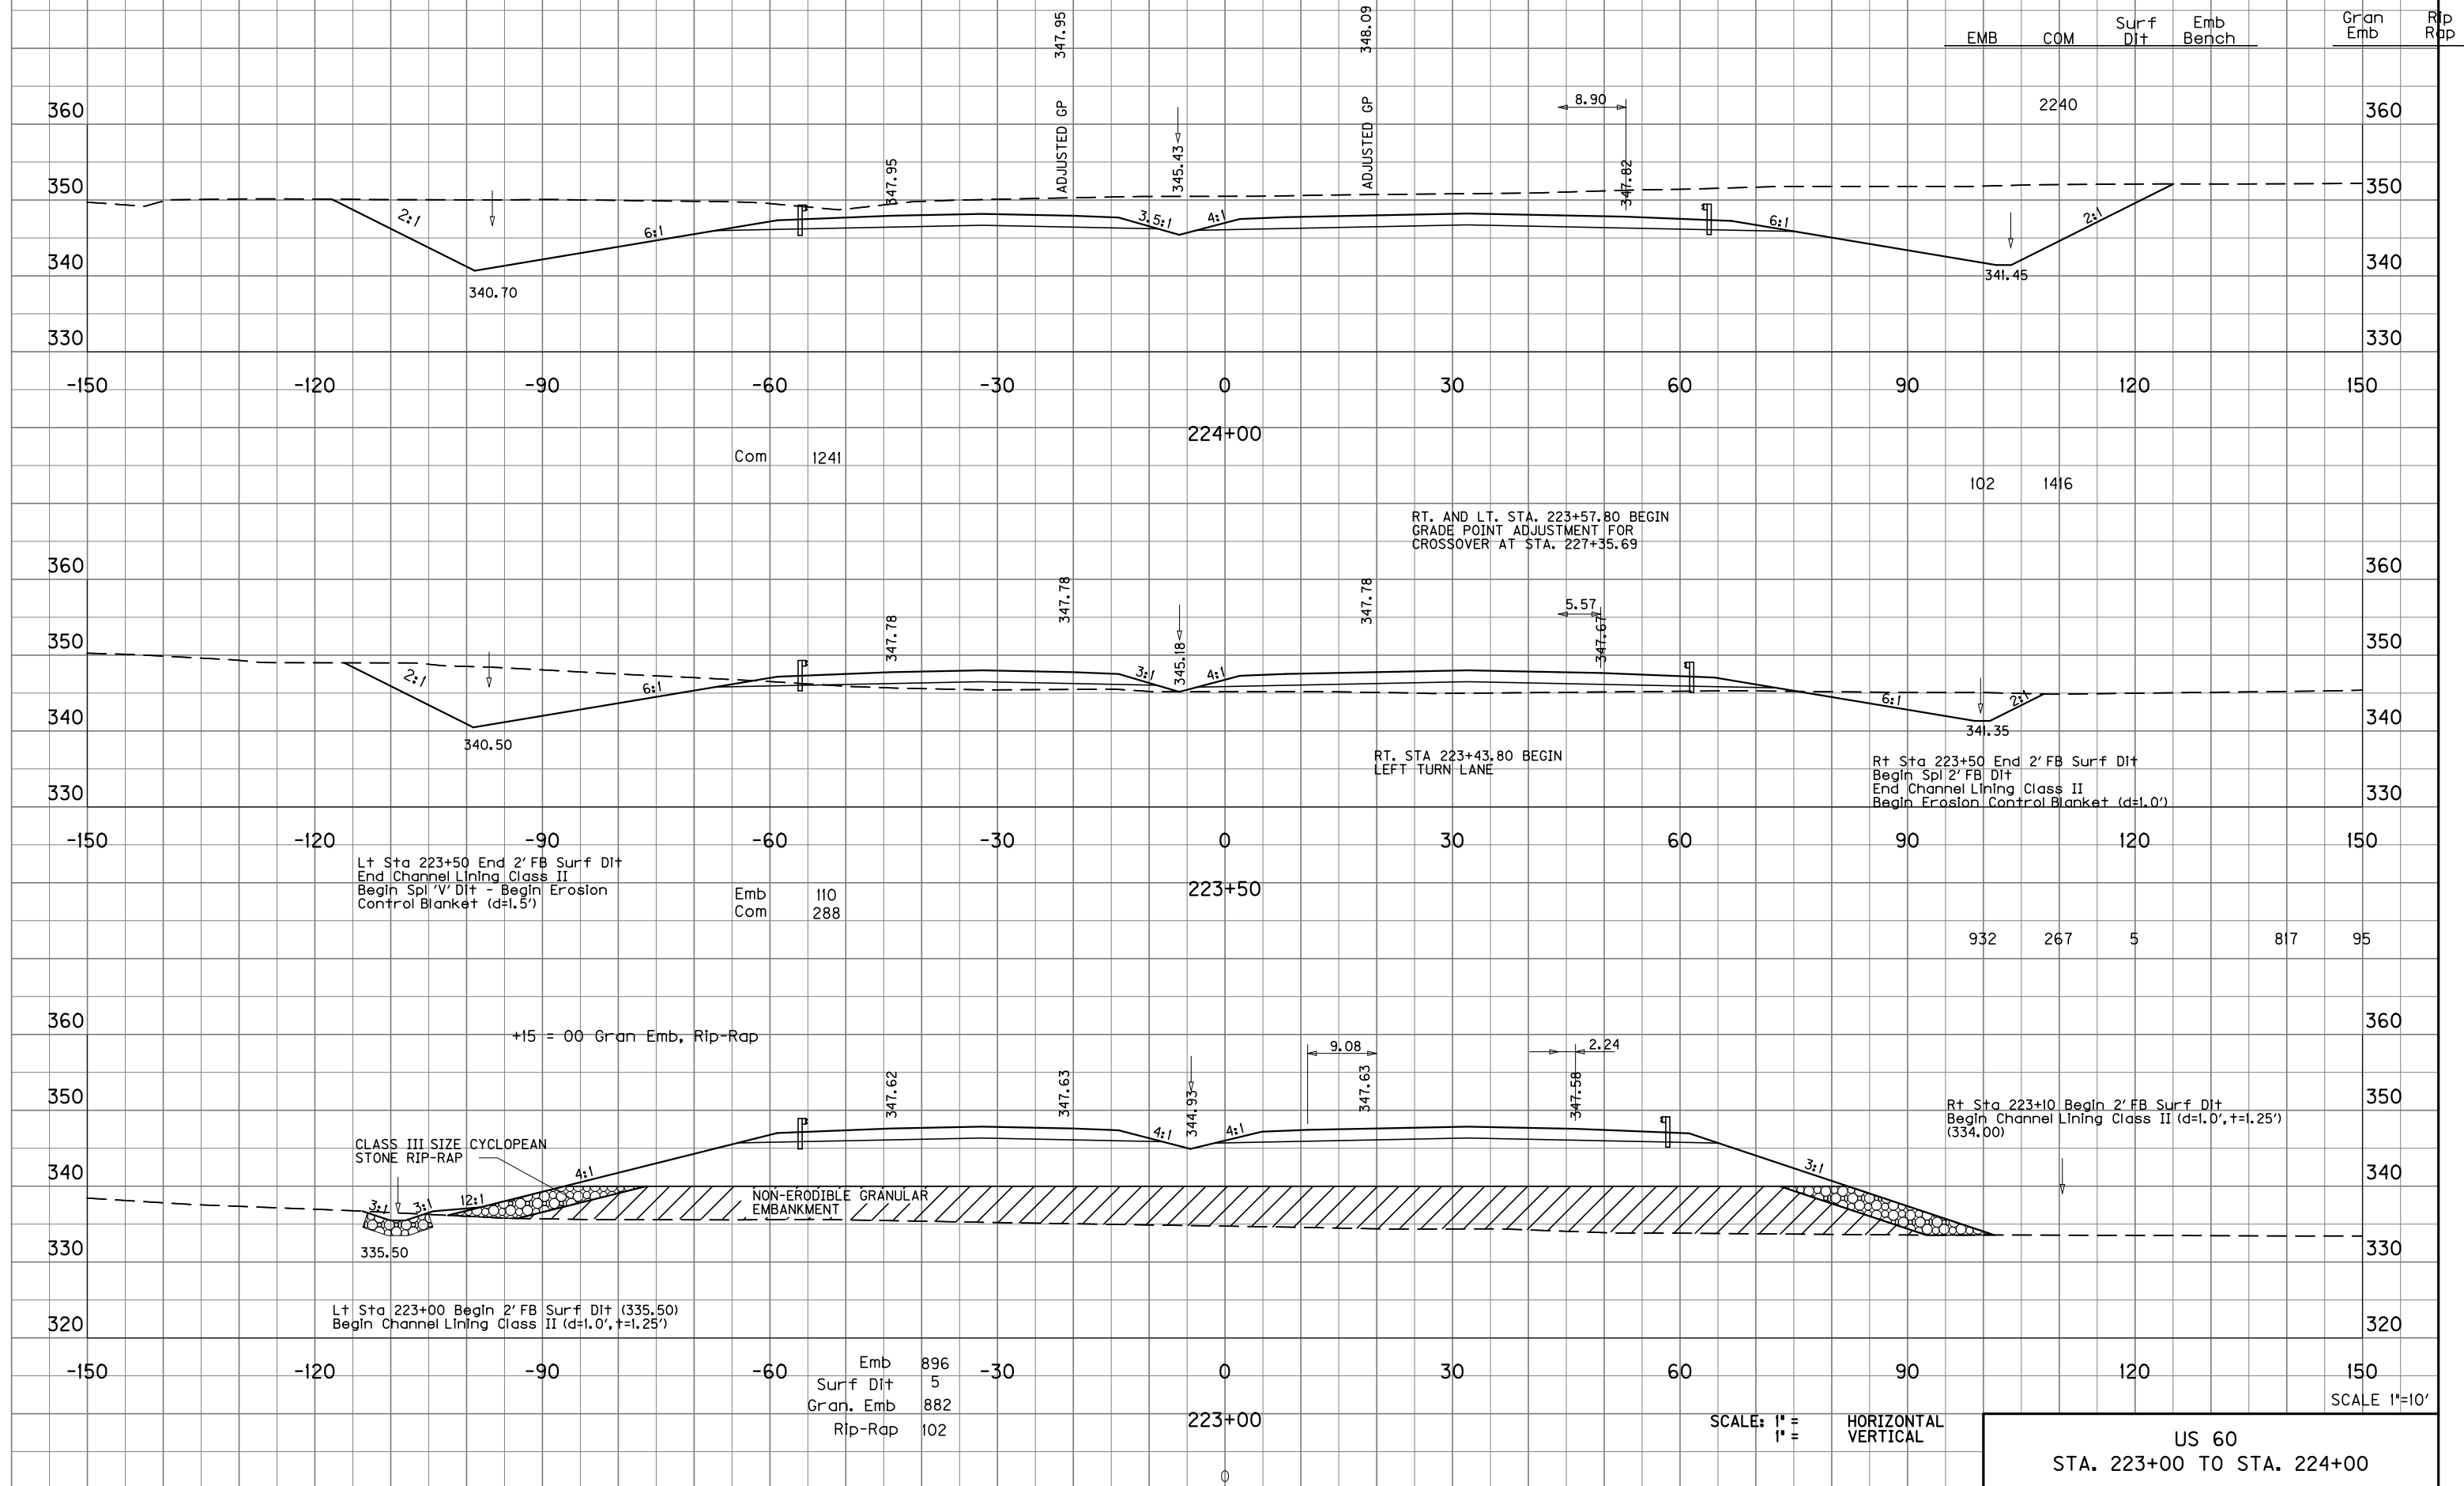 347.95
348.09
Surf Emb Gran Rip
EMB COM Dit Bench Emb Rap
ADJUSTED GP
ADJUSTED GP
8.90
2240
360 360
345.43
347.95
347.82
350 350
2:1
6:1
3.5:1
4:1
6:1
2:1
340 340
340.70
341.45
330 330
-150 -120 -90 -60 -30 0 30 60 90 120 150
224+00
Com 1241
102 1416
RT. AND LT. STA. 223+57.80 BEGIN
GRADE POINT ADJUSTMENT FOR
CROSSOVER AT STA. 227+35.69
360 360
347.78
347.78
5.57
347.78
345.18
347.67
350 350
2:1
6:1
3:1
4:1
6:1
2:1
340 340
340.50
341.35
RT. STA 223+43.80 BEGIN
LEFT TURN LANE
Rt Sta 223+50 End 2' FB Surf Dit
Begin Spl 2' FB Dit
End Channel Lining Class II
Begin Erosion Control Blanket (d=1.0')
330 330
-150 -120 -90 -60 -30 0 30 60 90 120 150
Lt Sta 223+50 End 2' FB Surf Dit
End Channel Lining Class II
Begin Spl 'V' Dit - Begin Erosion
Control Blanket (d=1.5')
223+50
Emb 110
Com 288
932 267 5 817 95
360 360
+15 = 00 Gran Emb, Rip-Rap
9.08
2.24
347.62
347.63
344.93
347.63
347.58
350 350
Rt Sta 223+10 Begin 2' FB Surf Dit
Begin Channel Lining Class II (d=1.0', t=1.25')
(334.00)
CLASS III SIZE CYCLOPEAN
STONE RIP-RAP
4:1
4:1
4:1
3:1
340 340
3:1
3:1
12:1
NON-ERODIBLE GRANULAR
EMBANKMENT
330 330
335.50
Lt Sta 223+00 Begin 2' FB Surf Dit (335.50)
Begin Channel Lining Class II (d=1.0', t=1.25')
320 320
-150 -120 -90 -60 -30 0 30 60 90 120 150
Emb 896
Surf Dit 5
Gran. Emb 882
Rip-Rap 102
223+00
0
SCALE 1"=10'
SCALE: 1" = HORIZONTAL
1" = VERTICAL
US 60
STA. 223+00 TO STA. 224+00